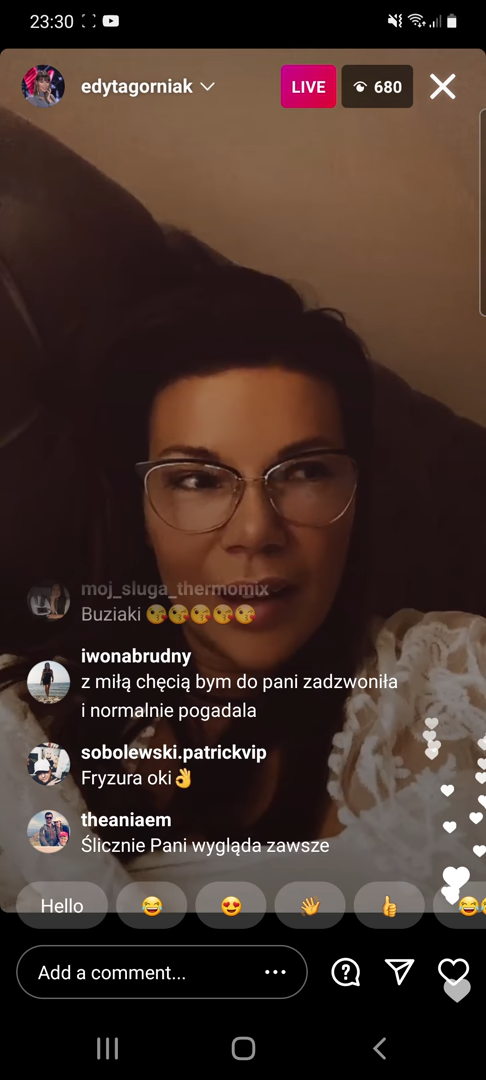 23:30
edytagorniak
LIVE
680
moj_sluga_thermomix
Buziaki 😘😘😘😘😘
iwonabrudny
z miłą chęcią bym do pani zadzwoniła
i normalnie pogadala
sobolewski.patrickvip
Fryzura oki👌
theaniaem
Ślicznie Pani wygląda zawsze
Hello 😂 😍 👋 👍 😂
Add a comment...